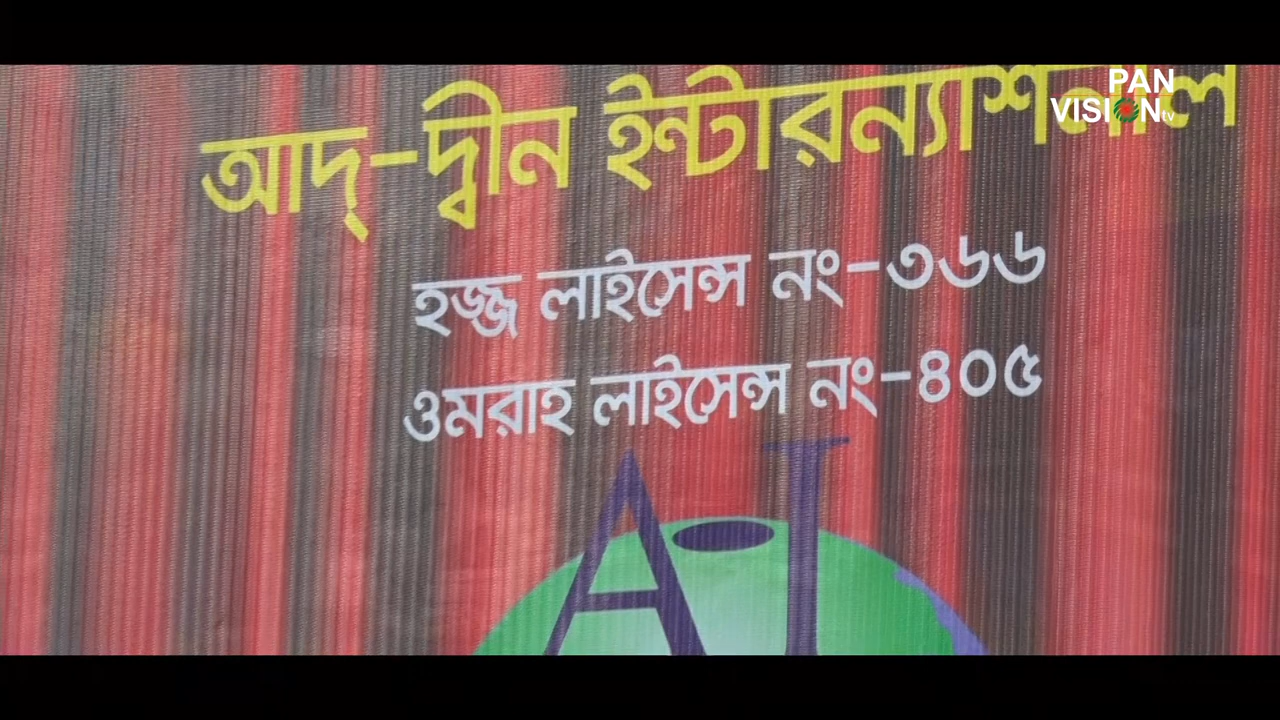 PAN
VISION tv
আদ্-দ্বীন ইন্টারন্যাশনাল
হজ্জ লাইসেন্স নং-৩৬৬
ওমরাহ লাইসেন্স নং-৪০৫
AI